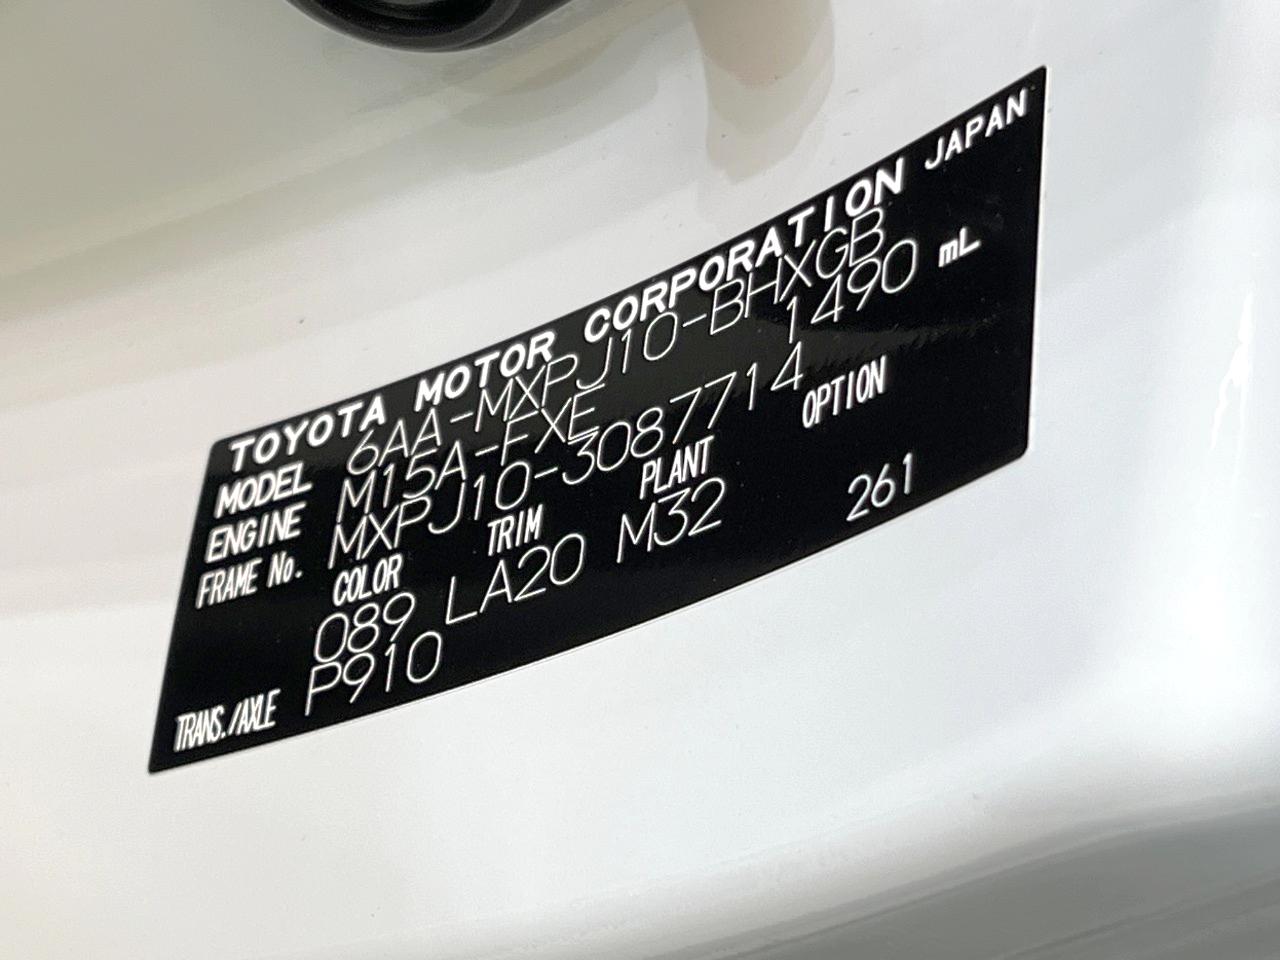 TOYOTA MOTOR CORPORATION JAPAN
MODEL 6AA-MXPJ10-BHXGB
ENGINE M15A-FXE 1490 mL
FRAME No. MXPJ10-3087714
COLOR TRIM PLANT OPTION
089 LA20 M32 261
TRANS./AXLE P910